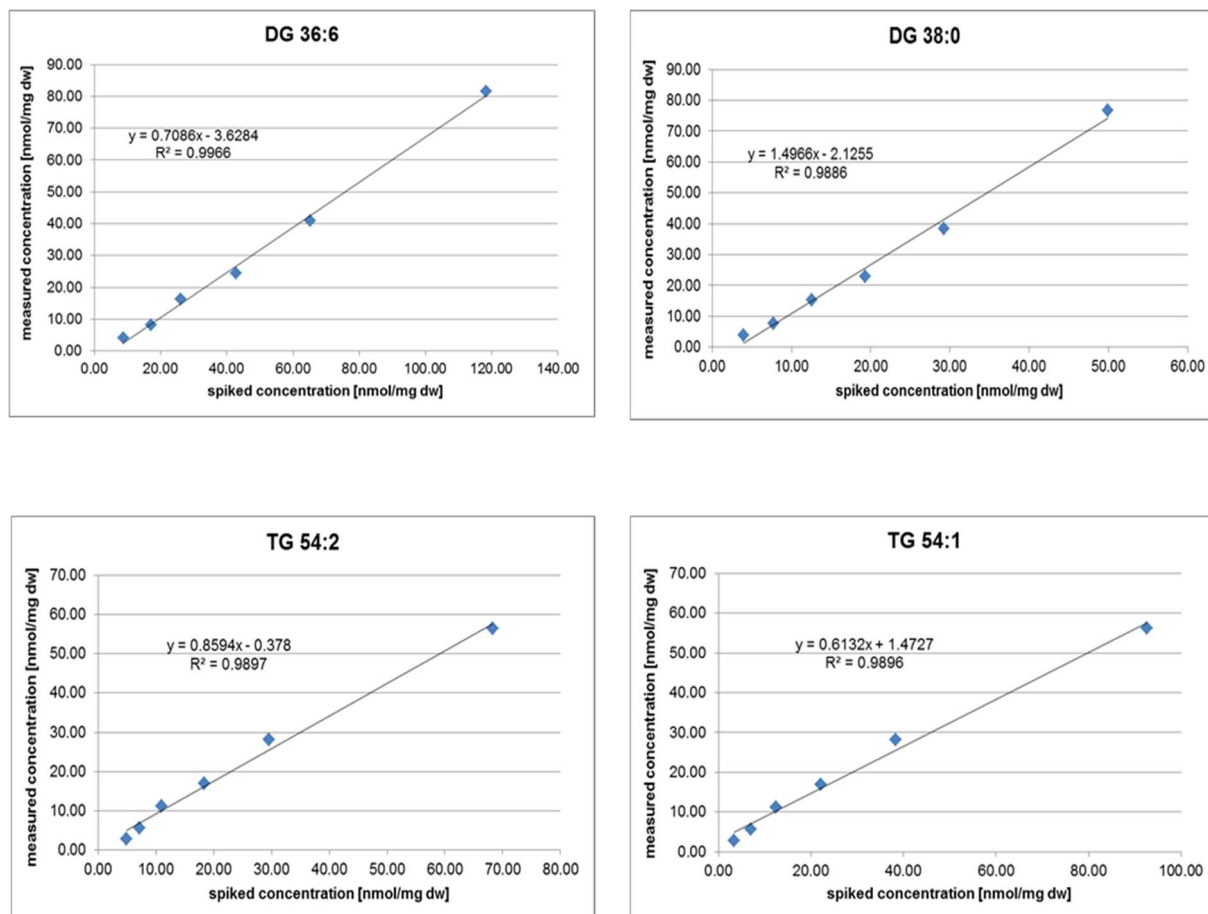 DG 36:6
measured concentration [nmol/mg dw]
90.00
80.00
70.00
60.00
50.00
40.00
30.00
20.00
10.00
0.00
y = 0.7086x - 3.6284
R² = 0.9966
0.00 20.00 40.00 60.00 80.00 100.00 120.00 140.00
spiked concentration [nmol/mg dw]
DG 38:0
measured concentration [nmol/mg dw]
90.00
80.00
70.00
60.00
50.00
40.00
30.00
20.00
10.00
0.00
y = 1.4966x - 2.1255
R² = 0.9886
0.00 10.00 20.00 30.00 40.00 50.00 60.00
spiked concentration [nmol/mg dw]
TG 54:2
measured concentration [nmol/mg dw]
70.00
60.00
50.00
40.00
30.00
20.00
10.00
0.00
y = 0.8594x - 0.378
R² = 0.9897
0.00 10.00 20.00 30.00 40.00 50.00 60.00 70.00 80.00
spiked concentration [nmol/mg dw]
TG 54:1
measured concentration [nmol/mg dw]
70.00
60.00
50.00
40.00
30.00
20.00
10.00
0.00
y = 0.6132x + 1.4727
R² = 0.9896
0.00 20.00 40.00 60.00 80.00 100.00
spiked concentration [nmol/mg dw]